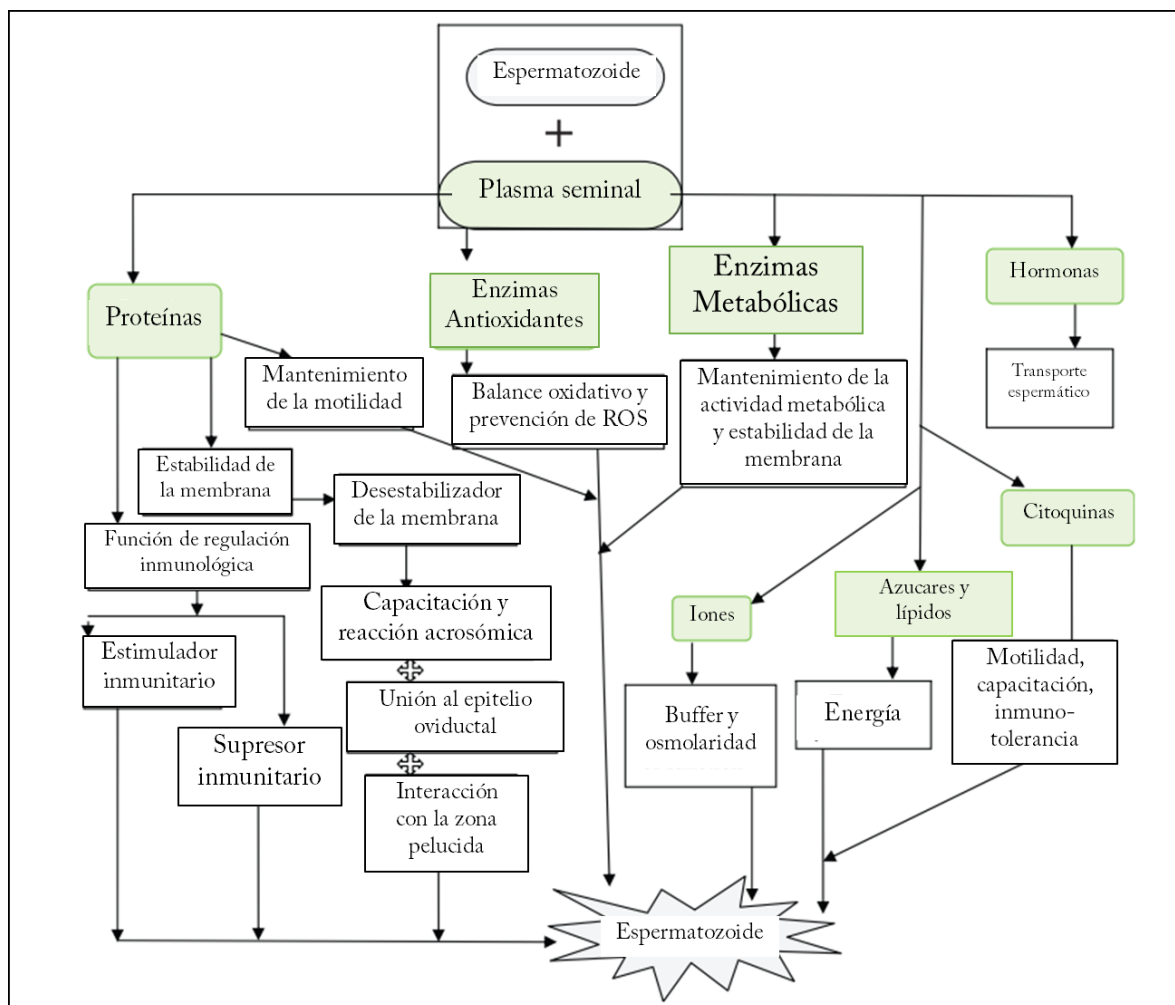 Espermatozoide
+
Plasma seminal
Proteínas
Enzimas
Antioxidantes
Enzimas
Metabólicas
Hormonas
Mantenimiento
de la motilidad
Balance oxidativo y
prevención de ROS
Mantenimiento de la
actividad metabólica
y estabilidad de la
membrana
Transporte
espermático
Estabilidad de
la membrana
Desestabilizador
de la membrana
Citoquinas
Función de regulación
inmunológica
Capacitación y
reacción acrosómica
Iones
Azucares y
lípidos
Estimulador
inmunitario
Unión al epitelio
oviductal
Buffer y
osmolaridad
Energía
Motilidad,
capacitación,
inmuno-
tolerancia
Supresor
inmunitario
Interacción
con la zona
pelucida
Espermatozoide